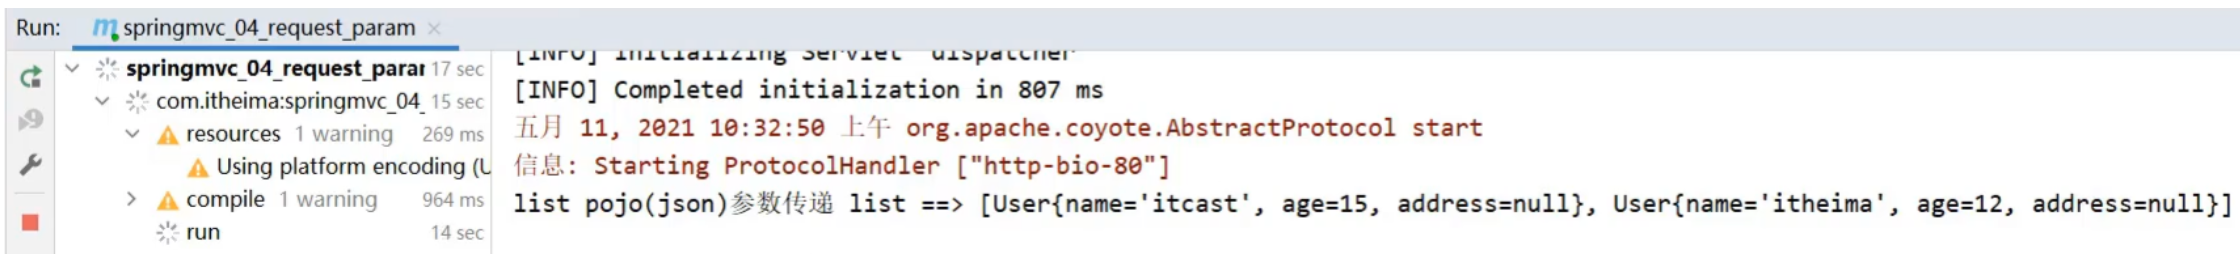 Run: springmvc_04_request_param
springmvc_04_request_parar 17 sec
com.itheima:springmvc_04_ 15 sec
resources 1 warning 269 ms
Using platform encoding (U
compile 1 warning 964 ms
run 14 sec
[INFO] Initializing Servlet 'dispatcher'
[INFO] Completed initialization in 807 ms
五月 11, 2021 10:32:50 上午 org.apache.coyote.AbstractProtocol start
信息: Starting ProtocolHandler ["http-bio-80"]
list pojo(json)参数传递 list ==> [User{name='itcast', age=15, address=null}, User{name='itheima', age=12, address=null}]